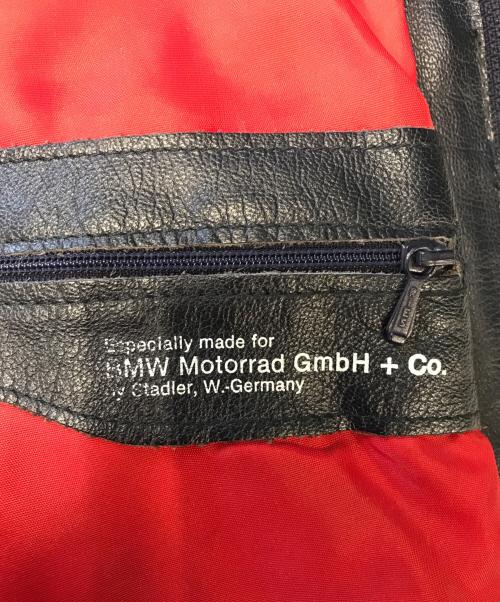 Especially made for
BMW Motorrad GmbH + Co.
by Stadler, W.-Germany